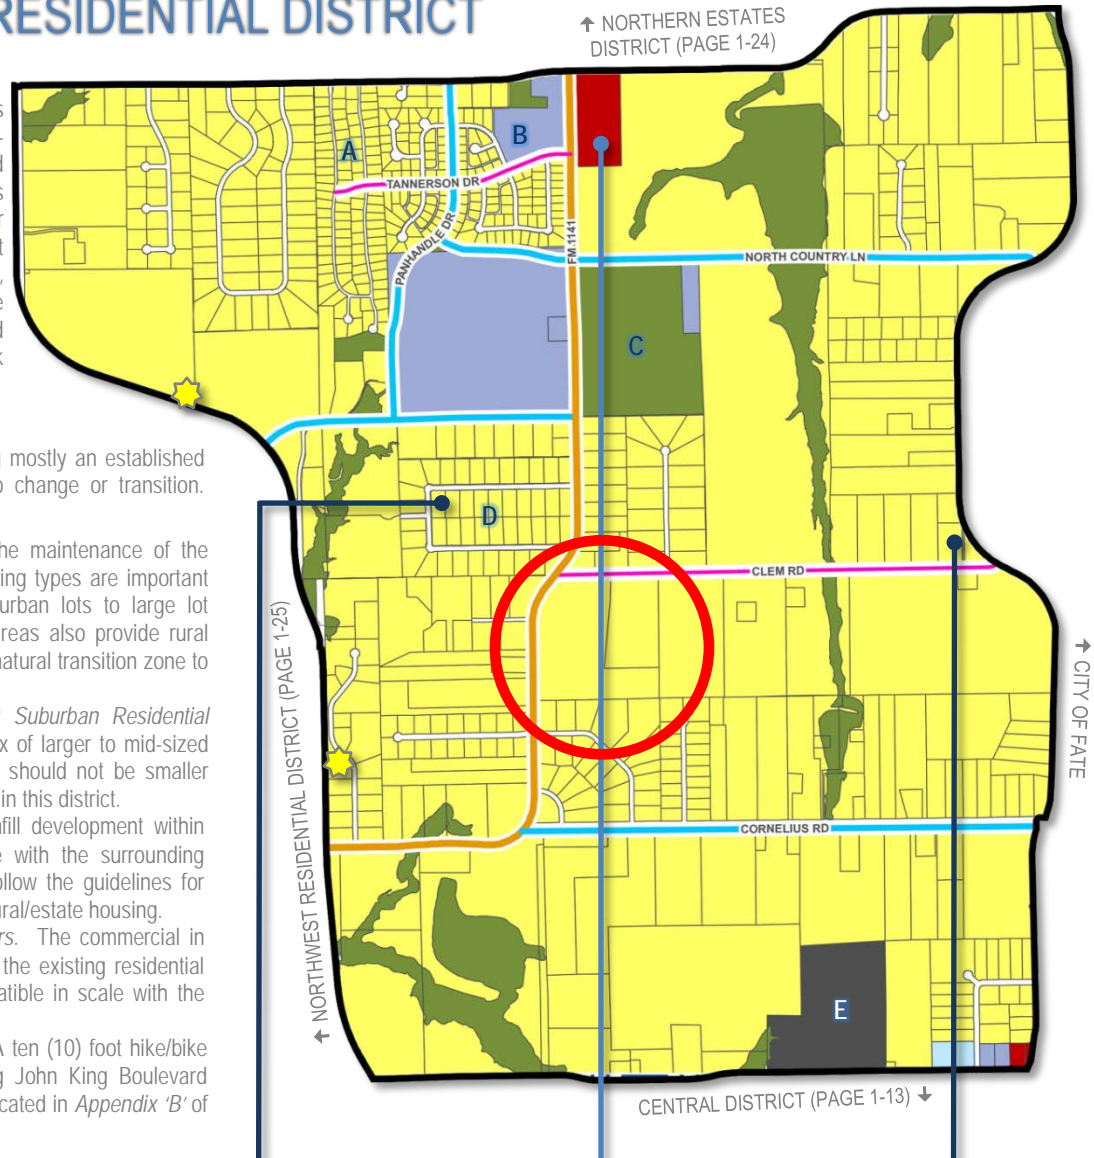 RESIDENTIAL DISTRICT
↑ NORTHERN ESTATES
DISTRICT (PAGE 1-24)
s
-
d
s
r
t
,
e
d
k
A
B
TANNERSON DR
PANHANDLE DR
FM 1141
NORTH COUNTRY LN
C
mostly an established
change or transition.
D
he maintenance of the
ing types are important
urban lots to large lot
reas also provide rural
natural transition zone to
CLEM RD
Suburban Residential
x of larger to mid-sized
should not be smaller
in this district.
nfill development within
e with the surrounding
ollow the guidelines for
ural/estate housing.
rs. The commercial in
the existing residential
atible in scale with the
A ten (10) foot hike/bike
g John King Boulevard
cated in Appendix 'B' of
← NORTHWEST RESIDENTIAL DISTRICT (PAGE 1-25)
↑ CITY OF FATE
CORNELIUS RD
E
CENTRAL DISTRICT (PAGE 1-13) ↓